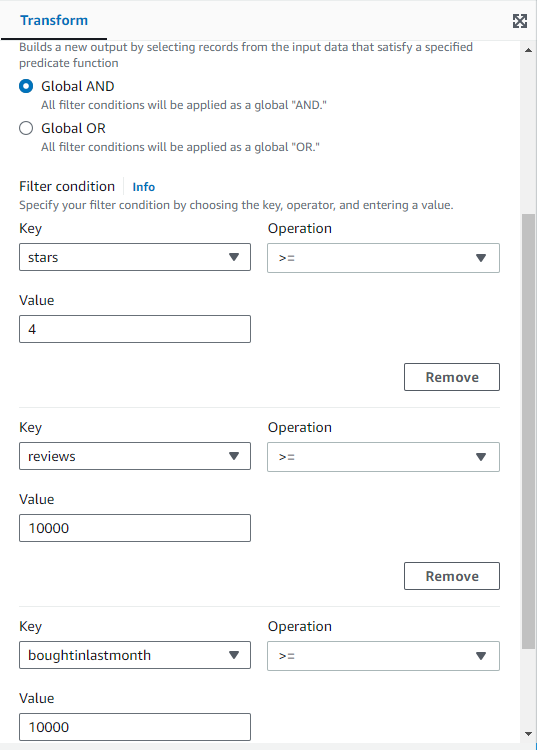 Transform
Builds a new output by selecting records from the input data that satisfy a specified
predicate function
Global AND
All filter conditions will be applied as a global "AND."
Global OR
All filter conditions will be applied as a global "OR."
Filter condition Info
Specify your filter condition by choosing the key, operator, and entering a value.
Key Operation
stars >=
Value
4
Remove
Key Operation
reviews >=
Value
10000
Remove
Key Operation
boughtinlastmonth >=
Value
10000